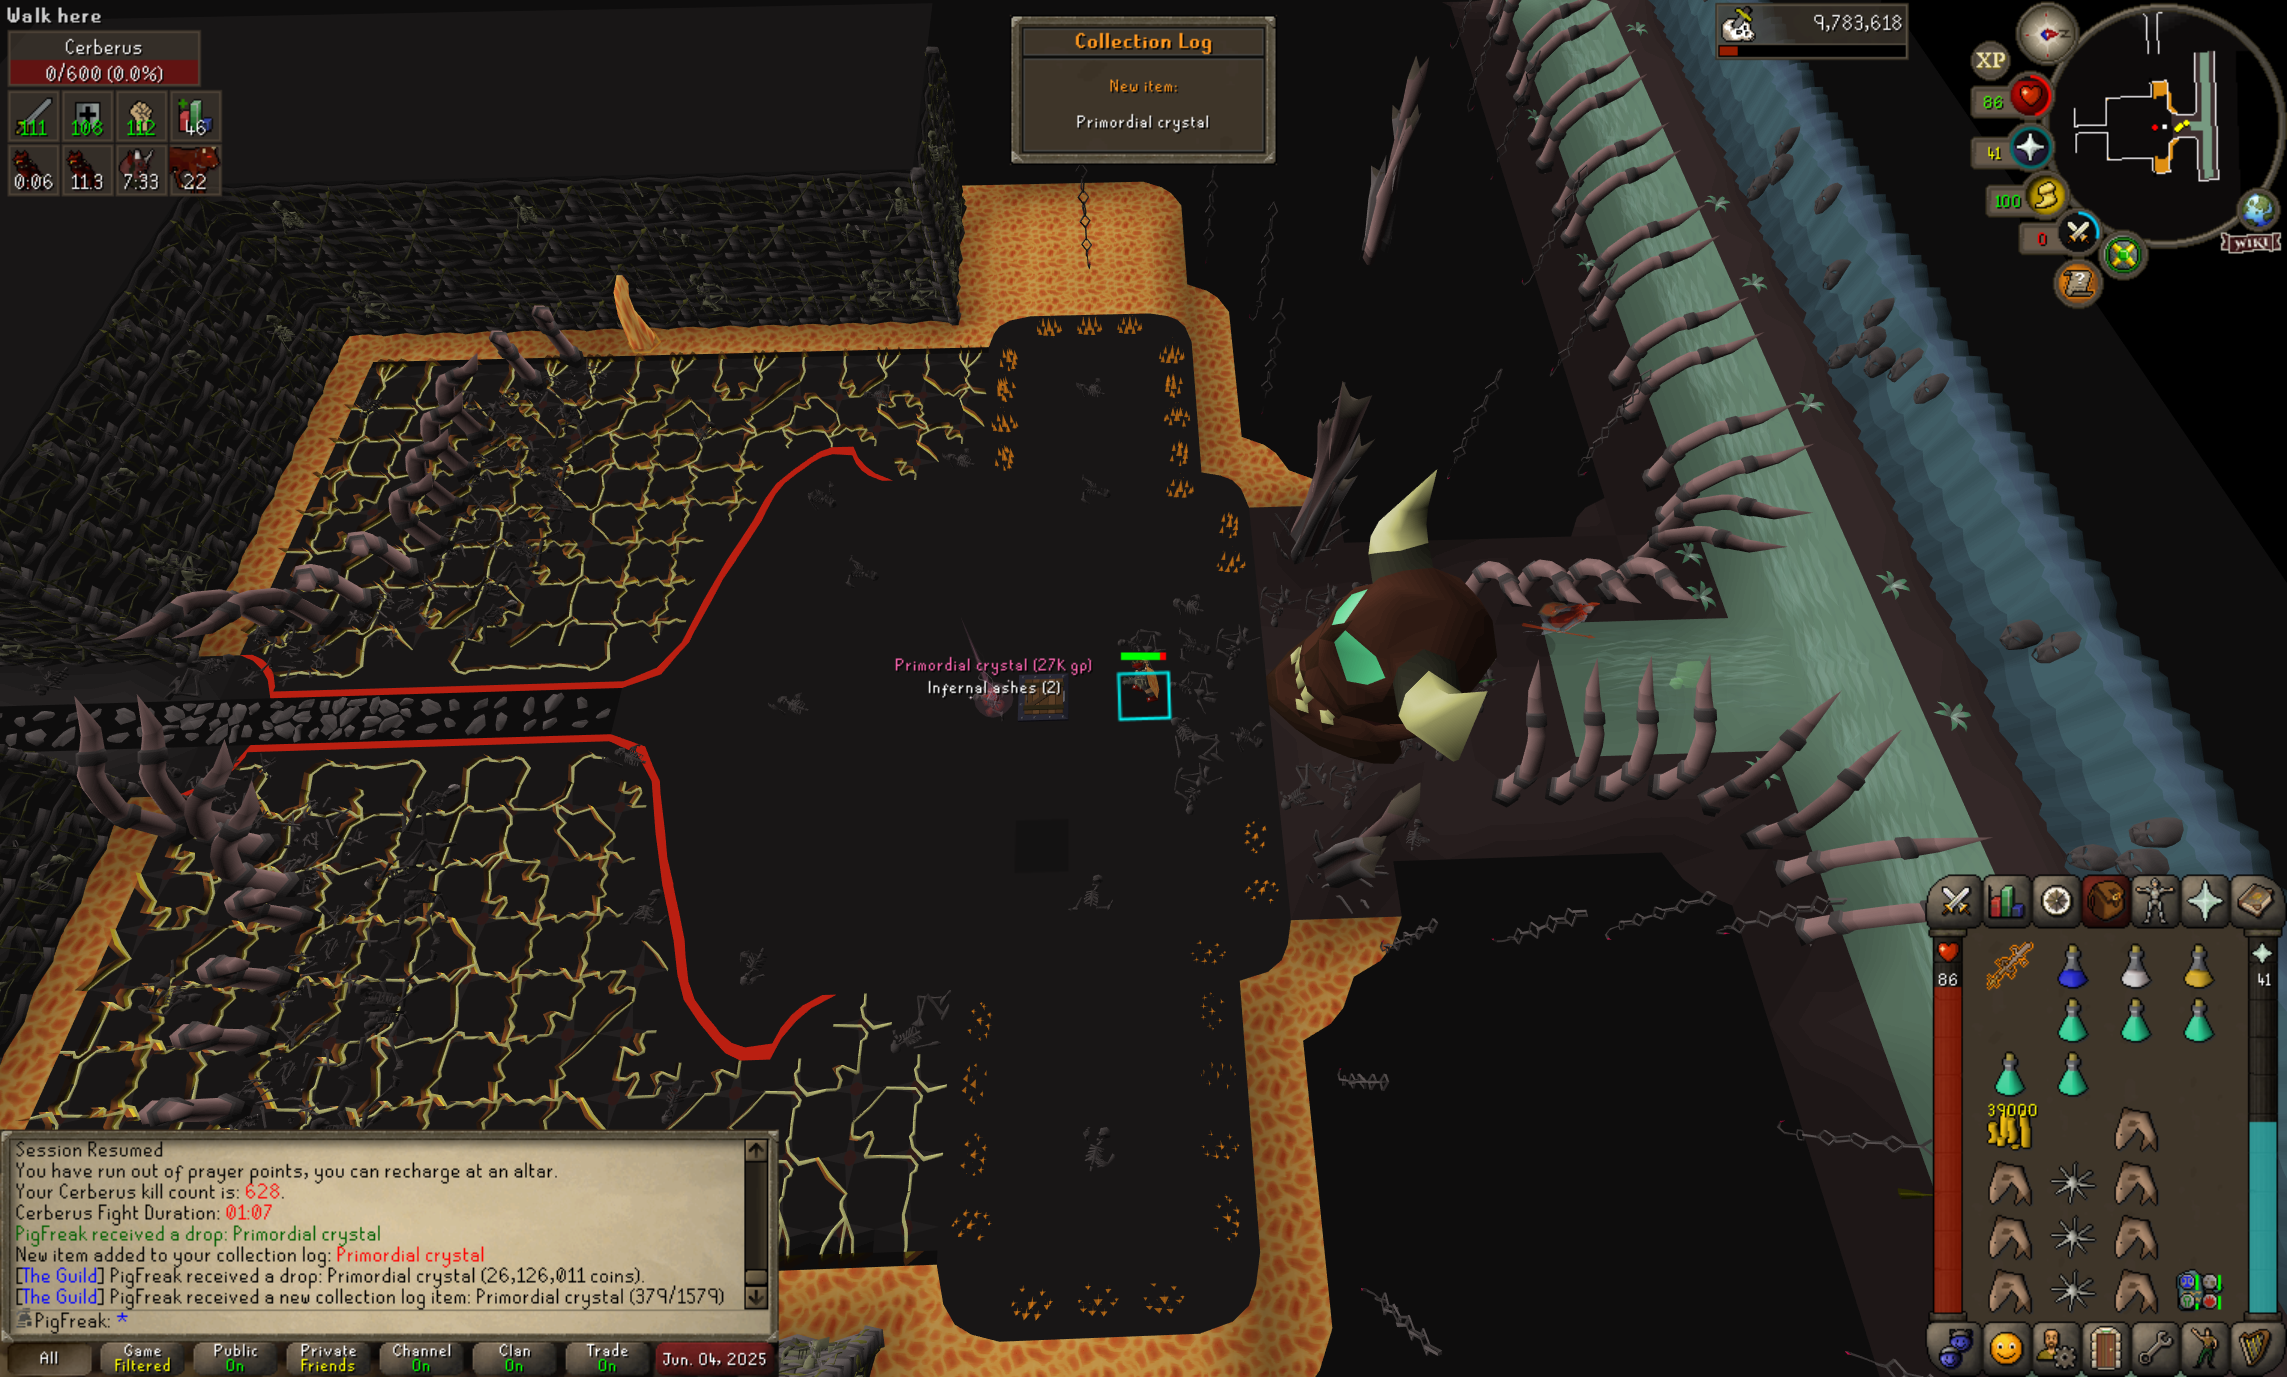 Walk here
Cerberus
0/600 (0.0%)
111 108 112 46
0:06 11.3 7:33 22
Collection Log
New item:
Primordial crystal
9,783,618
XP
86
41
100
0
WIKI
Primordial crystal (27K gp)
Infernal ashes (2)
86
41
39000
Session Resumed
You have run out of prayer points, you can recharge at an altar.
Your Cerberus kill count is: 628.
Cerberus Fight Duration: 01:07
PigFreak received a drop: Primordial crystal
New item added to your collection log: Primordial crystal
[The Guild] PigFreak received a drop: Primordial crystal (26,126,011 coins).
[The Guild] PigFreak received a new collection log item: Primordial crystal (379/1579)
PigFreak: *
All
Game
Filtered
Public
On
Private
Friends
Channel
On
Clan
On
Trade
On
Jun. 04, 2025